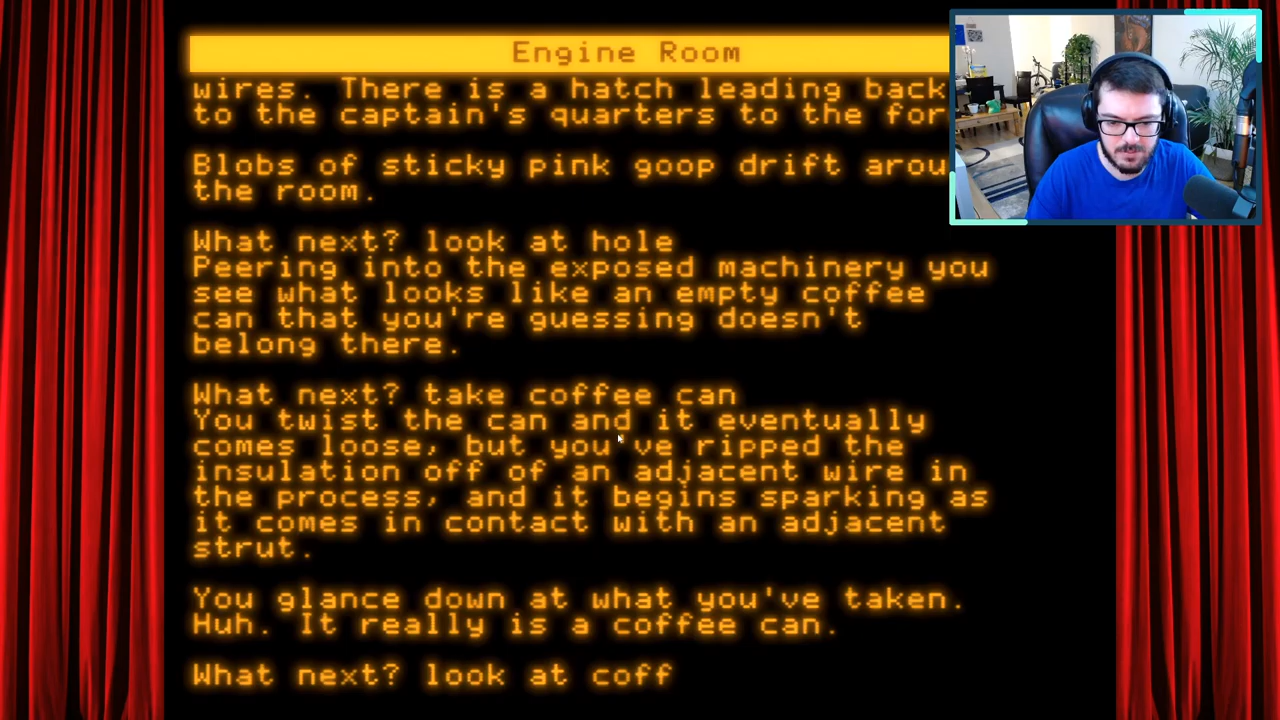 Engine Room
wires. There is a hatch leading back
to the captain's quarters to the for
Blobs of sticky pink goop drift arou
the room.
What next? look at hole
Peering into the exposed machinery you
see what looks like an empty coffee
can that you're guessing doesn't
belong there.
What next? take coffee can
You twist the can and it eventually
comes loose, but you've ripped the
insulation off of an adjacent wire in
the process, and it begins sparking as
it comes in contact with an adjacent
strut.
You glance down at what you've taken.
Huh. It really is a coffee can.
What next? look at coff